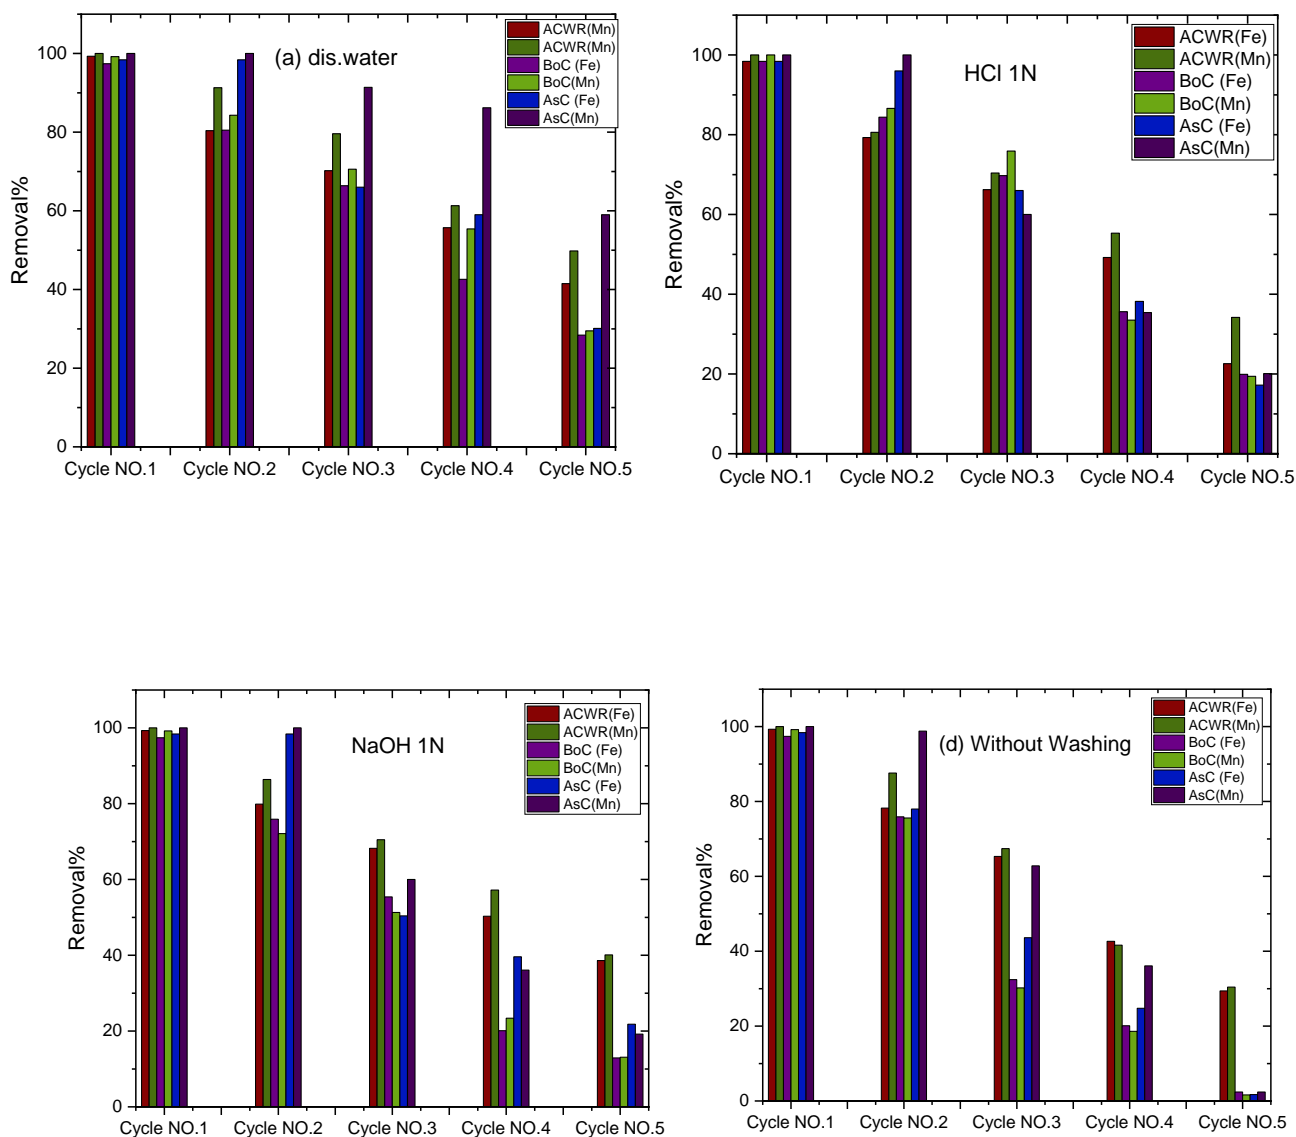 ACWR(Mn)
ACWR(Mn)
BoC (Fe)
BoC(Mn)
AsC (Fe)
AsC(Mn)
(a) dis.water
100
80
60
40
20
0
Removal%
Cycle NO.1 Cycle NO.2 Cycle NO.3 Cycle NO.4 Cycle NO.5
ACWR(Fe)
ACWR(Mn)
BoC (Fe)
BoC(Mn)
AsC (Fe)
AsC(Mn)
HCl 1N
100
80
60
40
20
0
Removal%
Cycle NO.1 Cycle NO.2 Cycle NO.3 Cycle NO.4 Cycle NO.5
ACWR(Fe)
ACWR(Mn)
BoC (Fe)
BoC(Mn)
AsC (Fe)
AsC(Mn)
NaOH 1N
100
80
60
40
20
0
Removal%
Cycle NO.1 Cycle NO.2 Cycle NO.3 Cycle NO.4 Cycle NO.5
ACWR(Fe)
ACWR(Mn)
BoC (Fe)
BoC(Mn)
AsC (Fe)
AsC(Mn)
(d) Without Washing
100
80
60
40
20
0
Removal%
Cycle NO.1 Cycle NO.2 Cycle NO.3 Cycle NO.4 Cycle NO.5